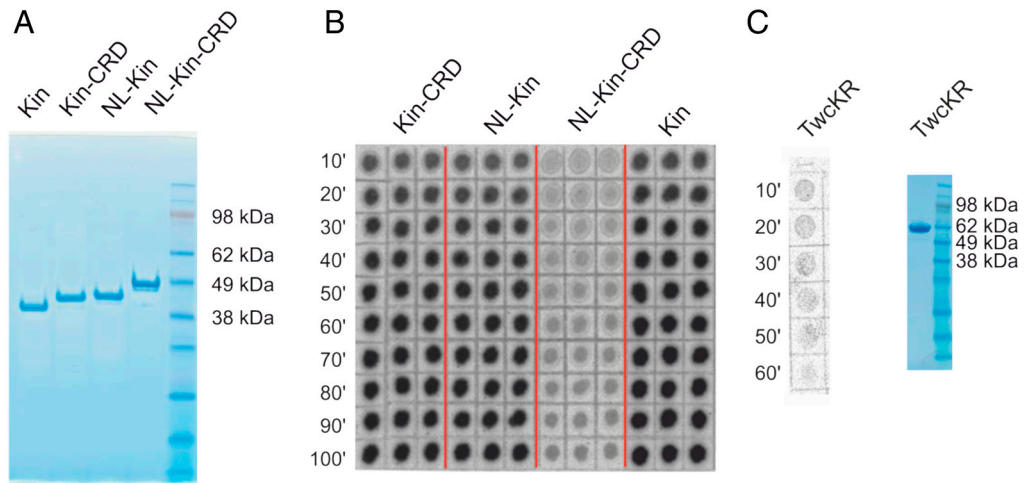 A
Kin
Kin-CRD
NL-Kin
NL-Kin-CRD
98 kDa
62 kDa
49 kDa
38 kDa
B
Kin-CRD
NL-Kin
NL-Kin-CRD
Kin
10'
20'
30'
40'
50'
60'
70'
80'
90'
100'
C
TwcKR
10'
20'
30'
40'
50'
60'
TwcKR
98 kDa
62 kDa
49 kDa
38 kDa